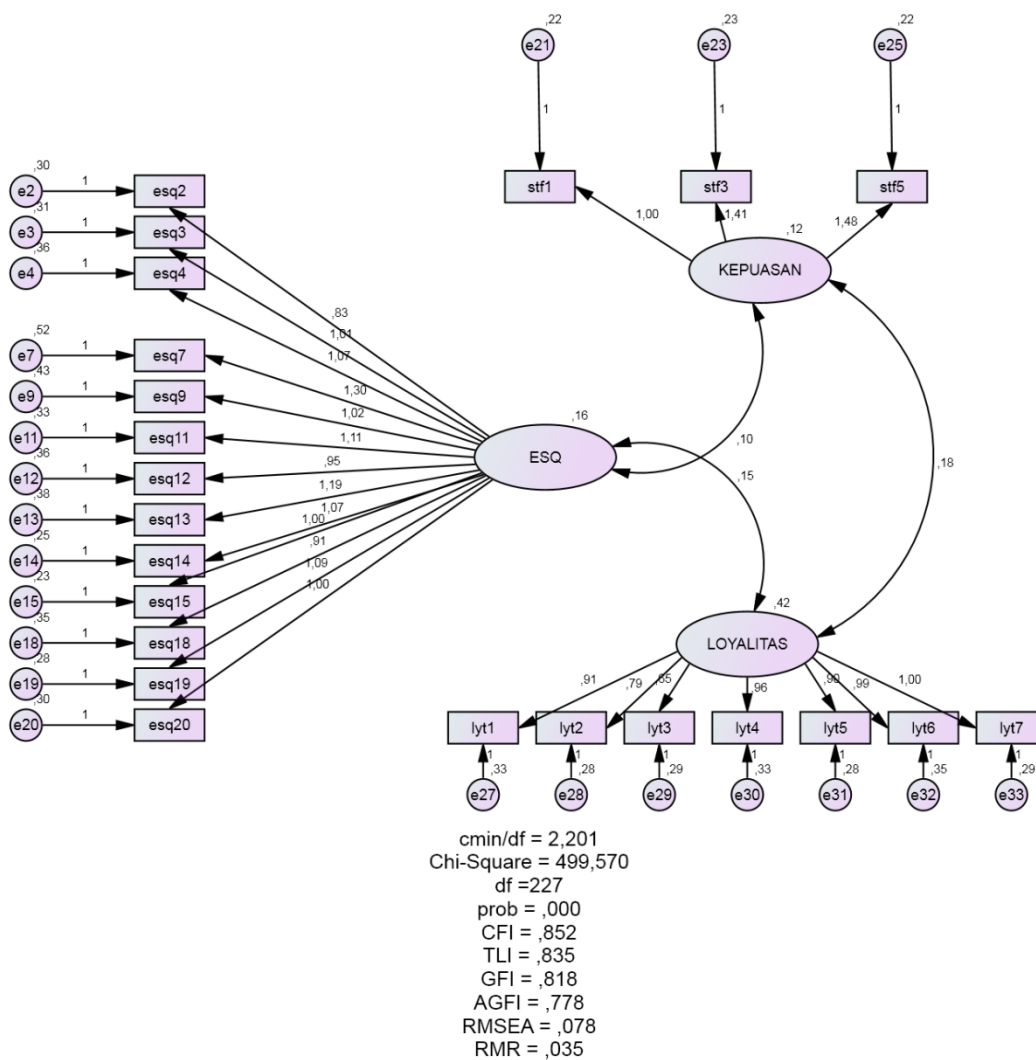 ,22
,23
,22
e21
e23
e25
1
1
1
stf1
stf3
stf5
1,00
1,41
1,48
,12
KEPUASAN
,30
e2
1
esq2
,31
e3
1
esq3
,36
e4
1
esq4
,83
1,01
1,07
,52
e7
1
esq7
,43
e9
1
esq9
,33
e11
1
esq11
,36
e12
1
esq12
,38
e13
1
esq13
,25
e14
1
esq14
,23
e15
1
esq15
,35
e18
1
esq18
,28
e19
1
esq19
,30
e20
1
esq20
1,30
1,02
1,11
,95
1,19
1,07
1,00
,91
1,09
1,00
,16
ESQ
,10
,15
,18
,42
LOYALITAS
,91
,79
,96
,99
1,00
lyt1
lyt2
lyt3
lyt4
lyt5
lyt6
lyt7
1
1
1
1
1
1
1
,33
,28
,29
,33
,28
,35
,29
e27
e28
e29
e30
e31
e32
e33
cmin/df = 2,201
Chi-Square = 499,570
df =227
prob = ,000
CFI = ,852
TLI = ,835
GFI = ,818
AGFI = ,778
RMSEA = ,078
RMR = ,035